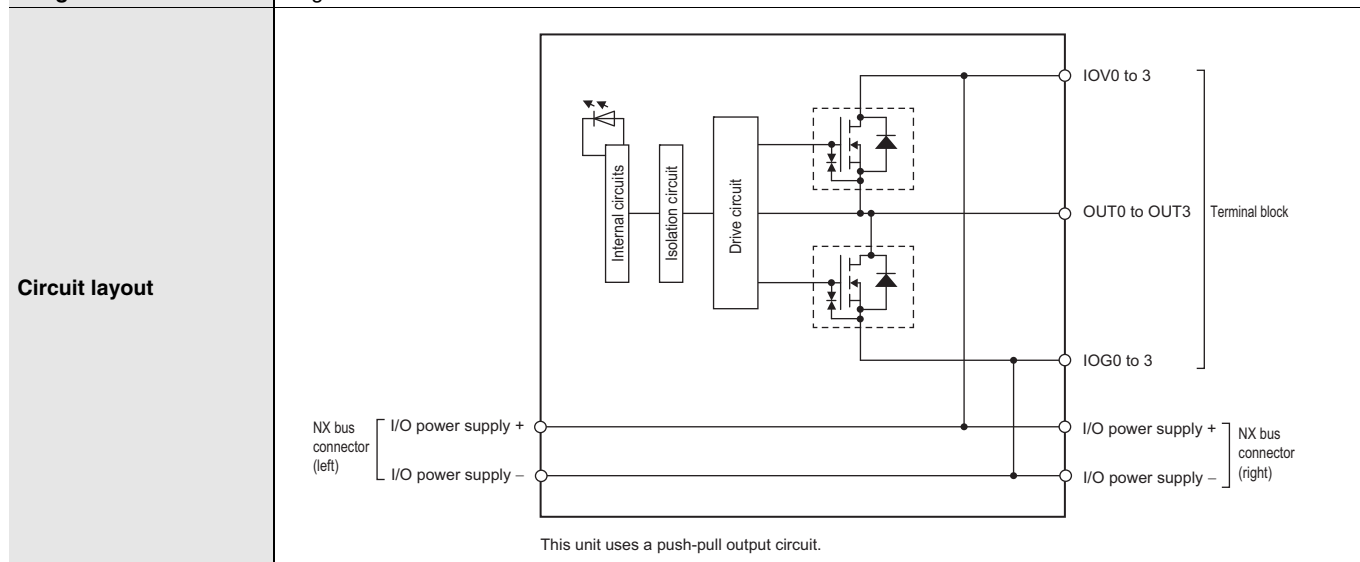 Circuit layout
IOV0 to 3
Internal circuits
Isolation circuit
Drive circuit
OUT0 to OUT3
Terminal block
IOG0 to 3
NX bus
connector
(left)
I/O power supply +
I/O power supply –
I/O power supply +
I/O power supply –
NX bus
connector
(right)
This unit uses a push-pull output circuit.